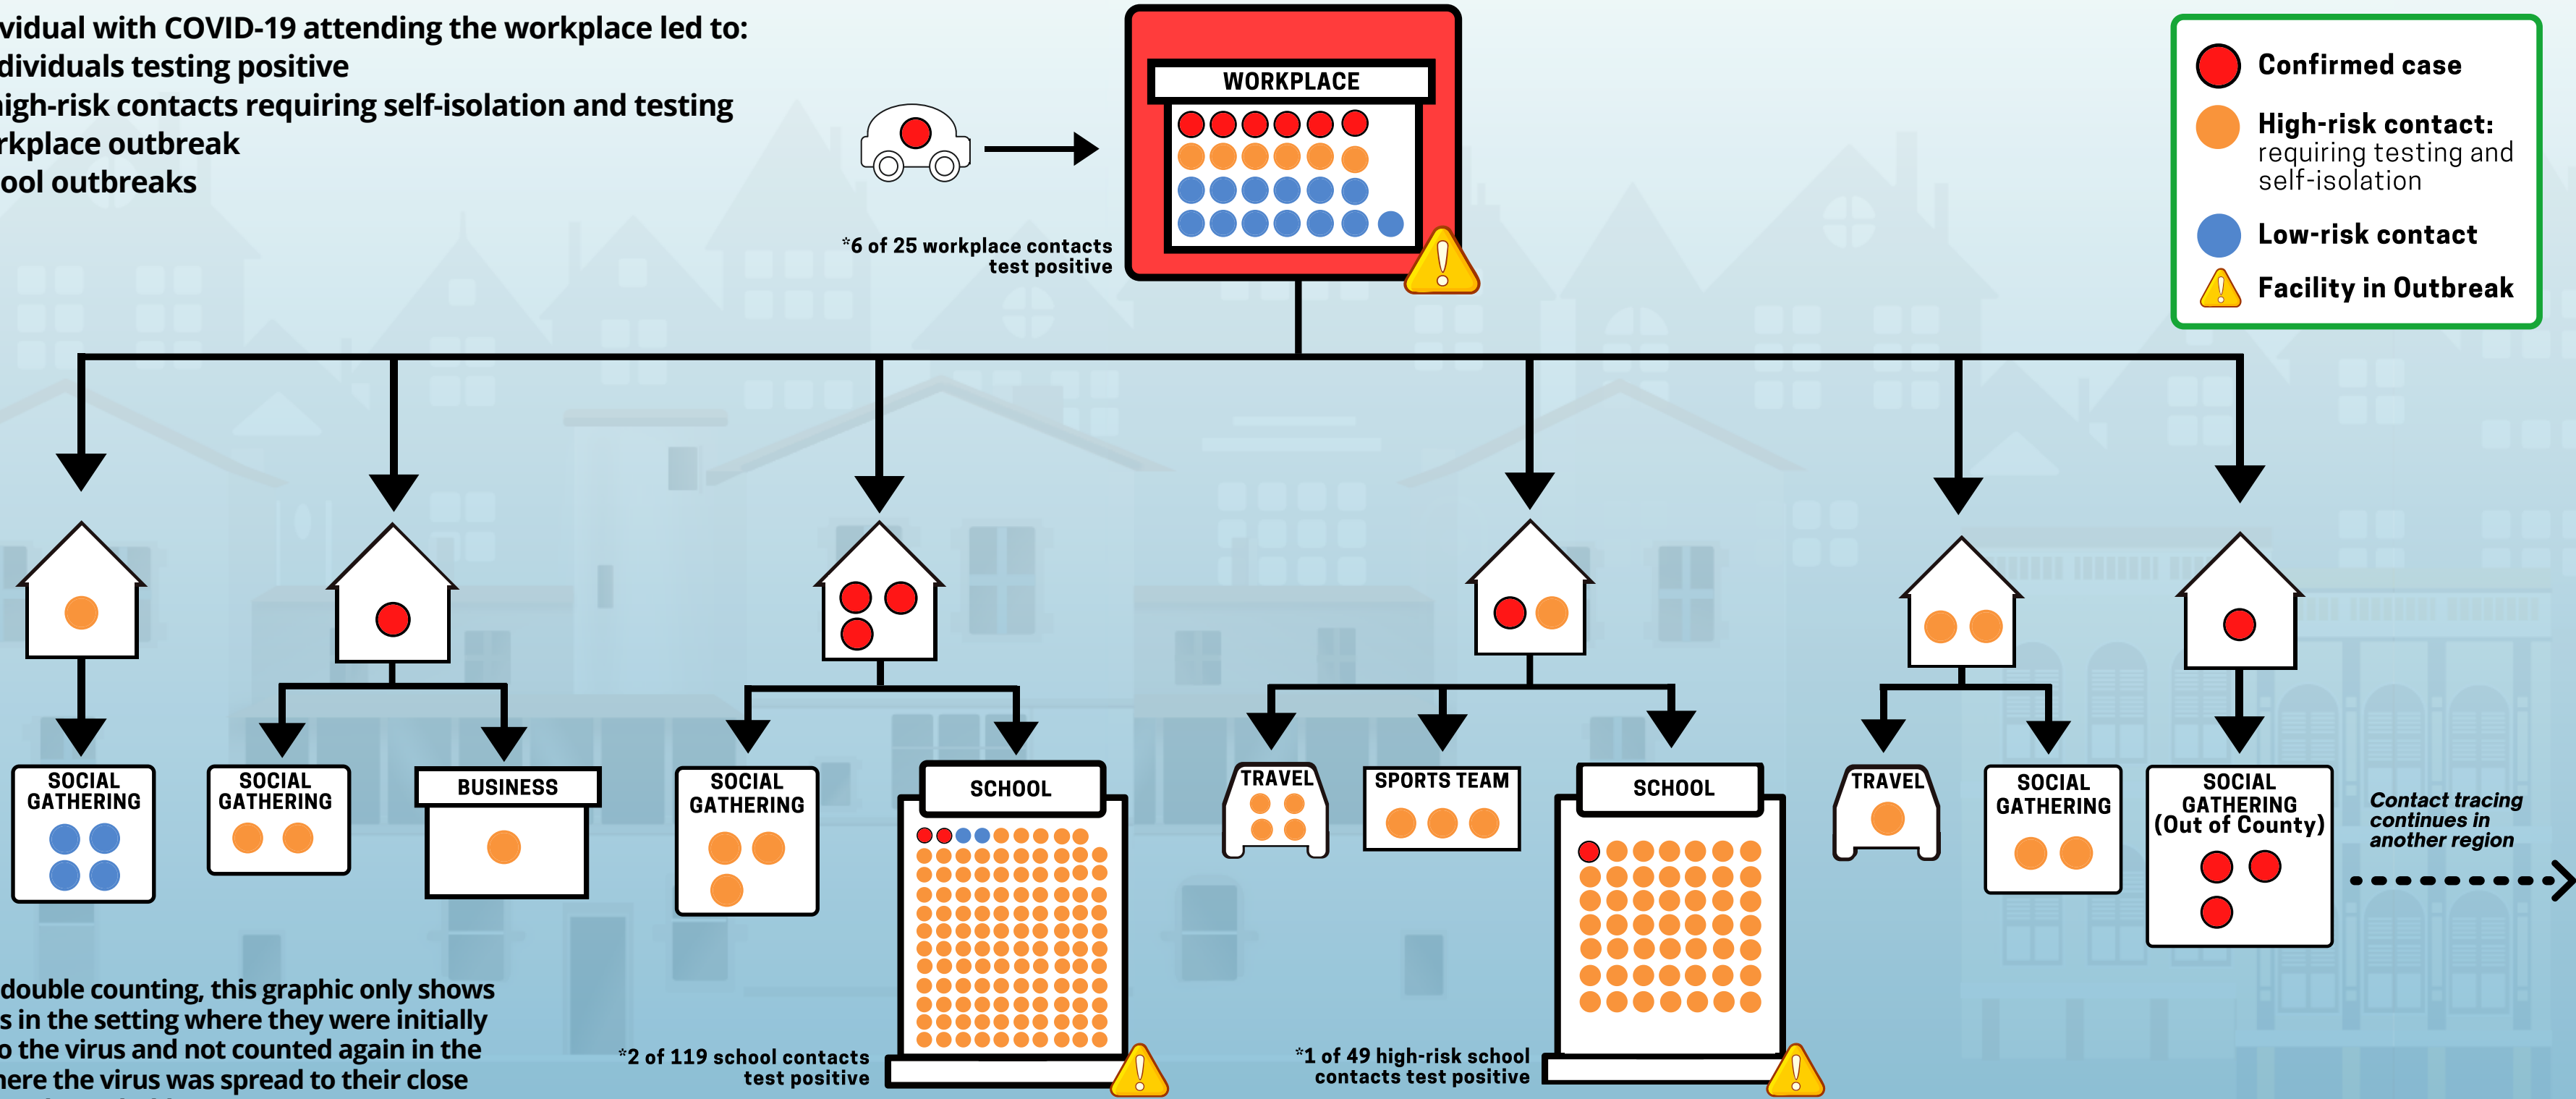 vidual with COVID-19 attending the workplace led to:
dividuals testing positive
high-risk contacts requiring self-isolation and testing
rkplace outbreak
ool outbreaks
WORKPLACE
*6 of 25 workplace contacts
test positive
Confirmed case
High-risk contact:
requiring testing and
self-isolation
Low-risk contact
Facility in Outbreak
SOCIAL
GATHERING
SOCIAL
GATHERING
BUSINESS
SOCIAL
GATHERING
SCHOOL
TRAVEL
SPORTS TEAM
SCHOOL
TRAVEL
SOCIAL
GATHERING
SOCIAL
GATHERING
(Out of County)
Contact tracing
continues in
another region
double counting, this graphic only shows
s in the setting where they were initially
o the virus and not counted again in the
here the virus was spread to their close
*2 of 119 school contacts
test positive
*1 of 49 high-risk school
contacts test positive